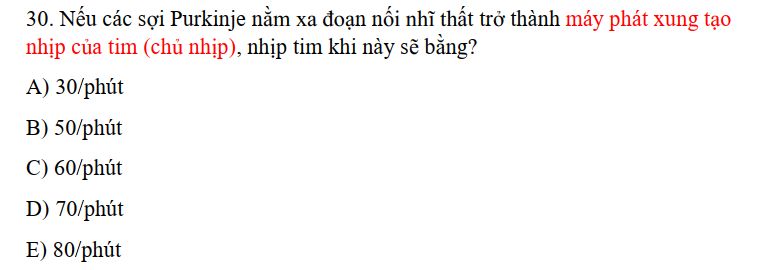 30. Nếu các sợi Purkinje nằm xa đoạn nối nhĩ thất trở thành máy phát xung tạo
nhịp của tim (chủ nhịp), nhịp tim khi này sẽ bằng?
A) 30/phút
B) 50/phút
C) 60/phút
D) 70/phút
E) 80/phút